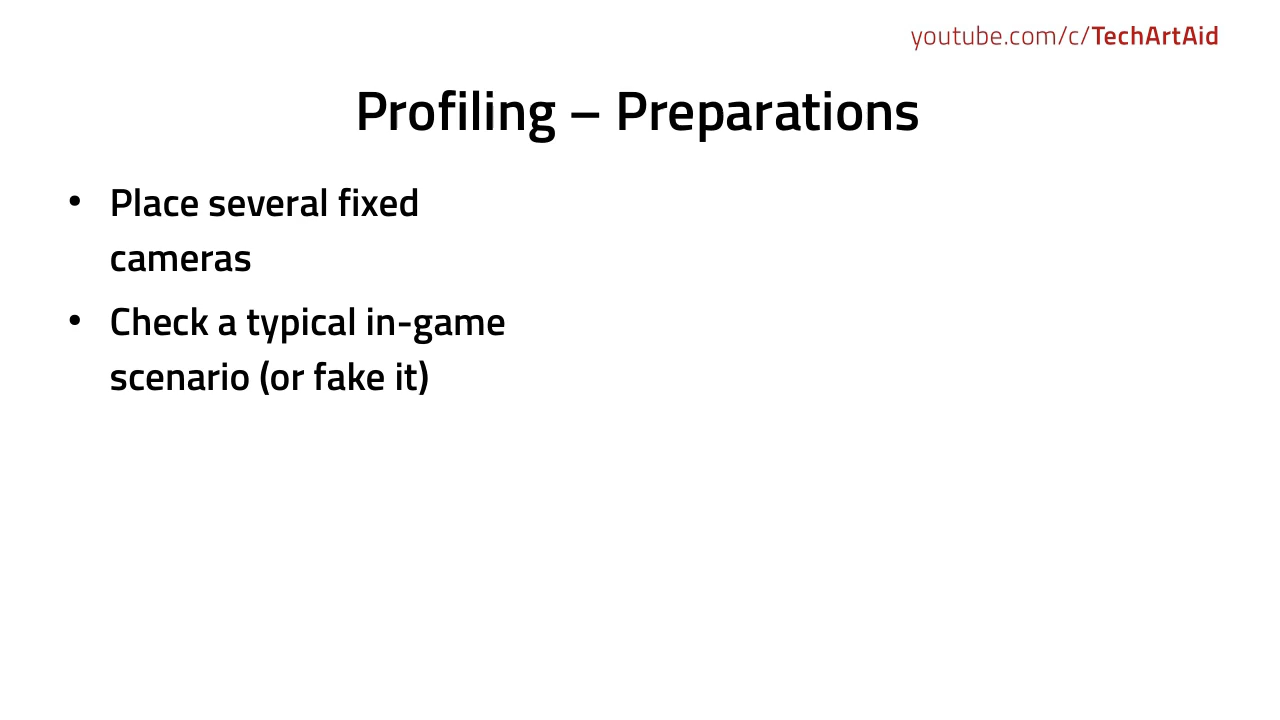 youtube.com/c/TechArtAid
Profiling – Preparations
• Place several fixed
cameras
• Check a typical in-game
scenario (or fake it)